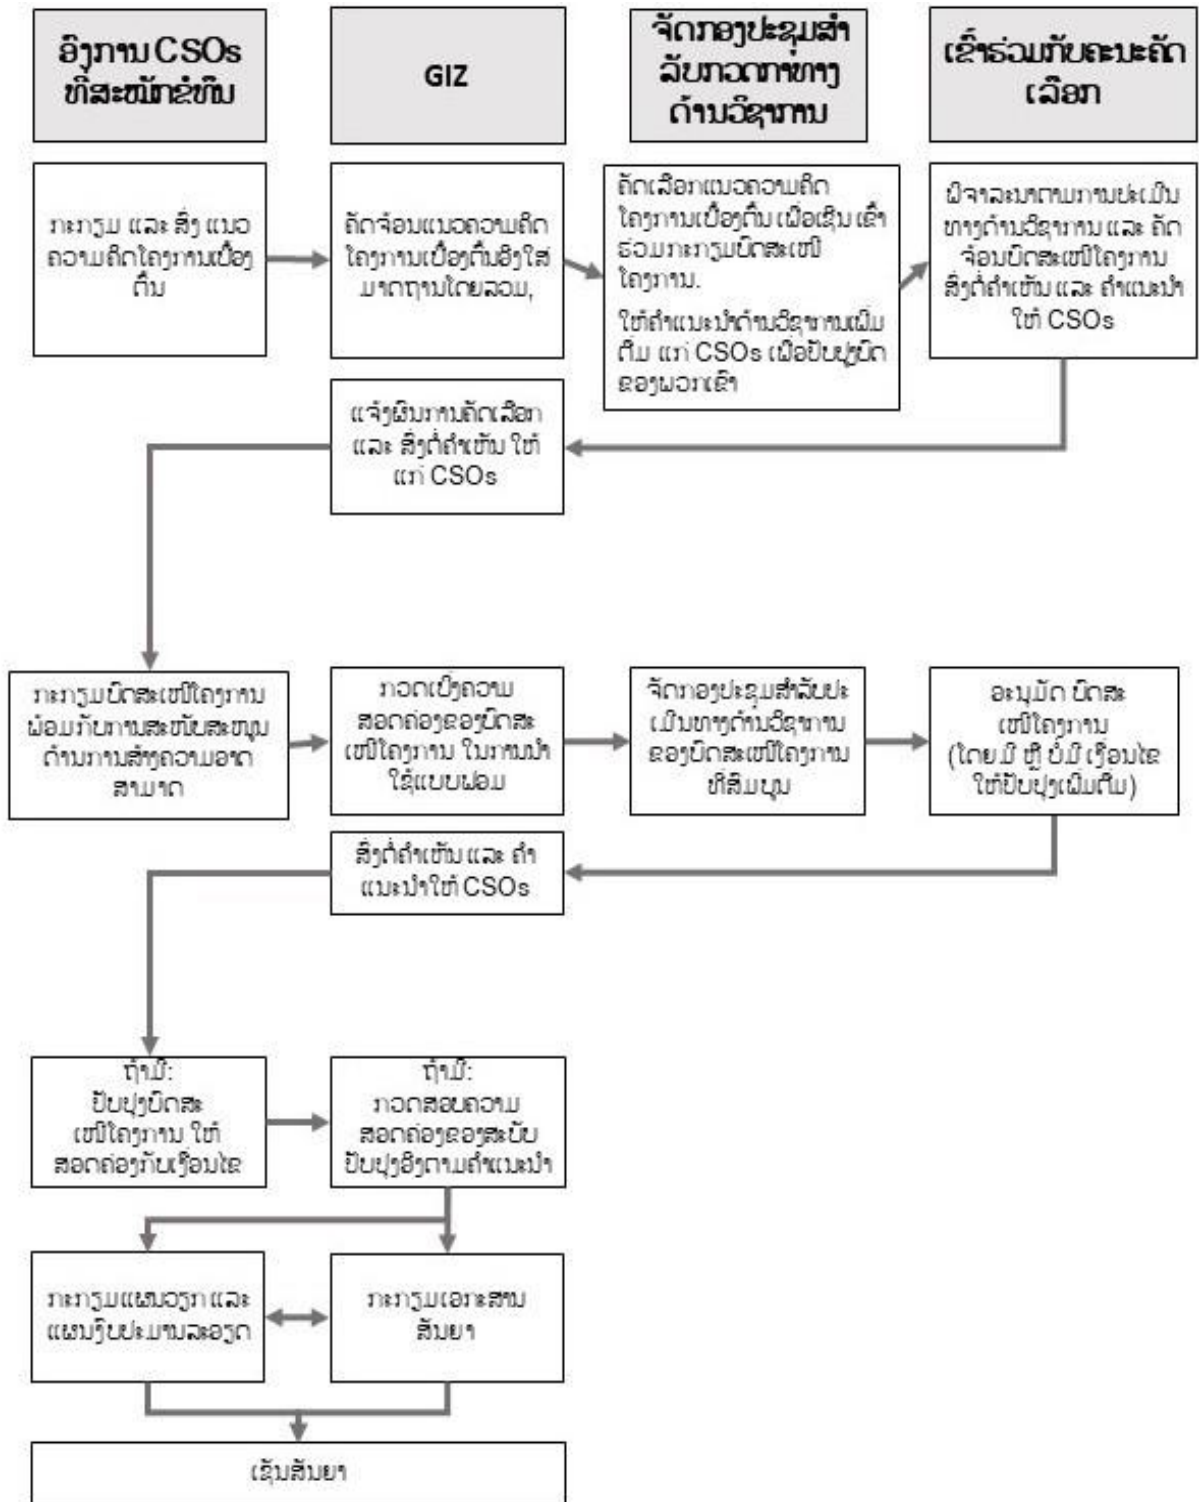 ອົງການ CSOs
ທີ່ສະໝັກຂໍທຶນ
GIZ
ຈັດກອງປະຊຸມສໍາ
ລັບກວດກາທາງ
ດ້ານວິຊາການ
ເຂົ້າຮ່ວມກັບຄະນະຄັດ
ເລືອກ
ກະກຽມ ແລະ ສົ່ງ ແນວ
ຄວາມຄິດໂຄງການເບື້ອງ
ຕົ້ນ
ຄັດຈ້ອນແນວຄວາມຄິດ
ໂຄງການເບື້ອງຕົ້ນອີງໃສ່
ມາດຖານໂດຍລວມ,
ຄັດເລືອກແນວຄວາມຄິດ
ໂຄງການເບື້ອງຕົ້ນ ເພື່ອເຊີນ ເຂົ້າ
ຮ່ວມກະກຽມບົດສະເໜີ
ໂຄງການ.
ໃຫ້ຄໍາແນະນໍາດ້ານວິຊາການເພີ່ມ
ຕື່ມ ແກ່ CSOs ເພື່ອປັບປຸງບົດ
ຂອງພວກເຂົາ
ພິຈາລະນາຕາມການປະເມີນ
ທາງດ້ານວິຊາການ ແລະ ຄັດ
ຈ້ອນບົດສະເໜີໂຄງການ
ສົ່ງຕໍ່ຄໍາເຫັນ ແລະ ຄໍາແນະນໍາ
ໃຫ້ CSOs
ແຈ້ງຜົນການຄັດເລືອກ
ແລະ ສົ່ງຕໍ່ຄໍາເຫັນ ໃຫ້
ແກ່ CSOs
ກະກຽມບົດສະເໜີໂຄງການ
ພ້ອມກັບການສະໜັບສະໜຸນ
ດ້ານການສ້າງຄວາມອາດ
ສາມາດ
ກວດເບິ່ງຄວາມ
ສອດຄ່ອງຂອງບົດສະ
ເໜີໂຄງການ ໃນການນໍາ
ໃຊ້ແບບຟອມ
ຈັດກອງປະຊຸມສໍາລັບປະ
ເມີນທາງດ້ານວິຊາການ
ຂອງບົດສະເໜີໂຄງການ
ທີ່ສົມບູນ
ອະນຸມັດ ບົດສະ
ເໜີໂຄງການ
(ໂດຍມີ ຫຼື ບໍ່ມີ ເງື່ອນໄຂ
ໃຫ້ປັບປຸງເພີ່ມຕື່ມ)
ສົ່ງຕໍ່ຄໍາເຫັນ ແລະ ຄໍາ
ແນະນໍາໃຫ້ CSOs
ຖ້າມີ:
ປັບປຸງບົດສະ
ເໜີໂຄງການ ໃຫ້
ສອດຄ່ອງກັບເງື່ອນໄຂ
ຖ້າມີ:
ກວດສອບຄວາມ
ສອດຄ່ອງຂອງສະບັບ
ປັບປຸງອີງຕາມຄໍາແນະນໍາ
ກະກຽມແຜນວຽກ ແລະ
ແຜນງົບປະມານລະອຽດ
ກະກຽມເອກະສານ
ສັນຍາ
ເຊັນສັນຍາ